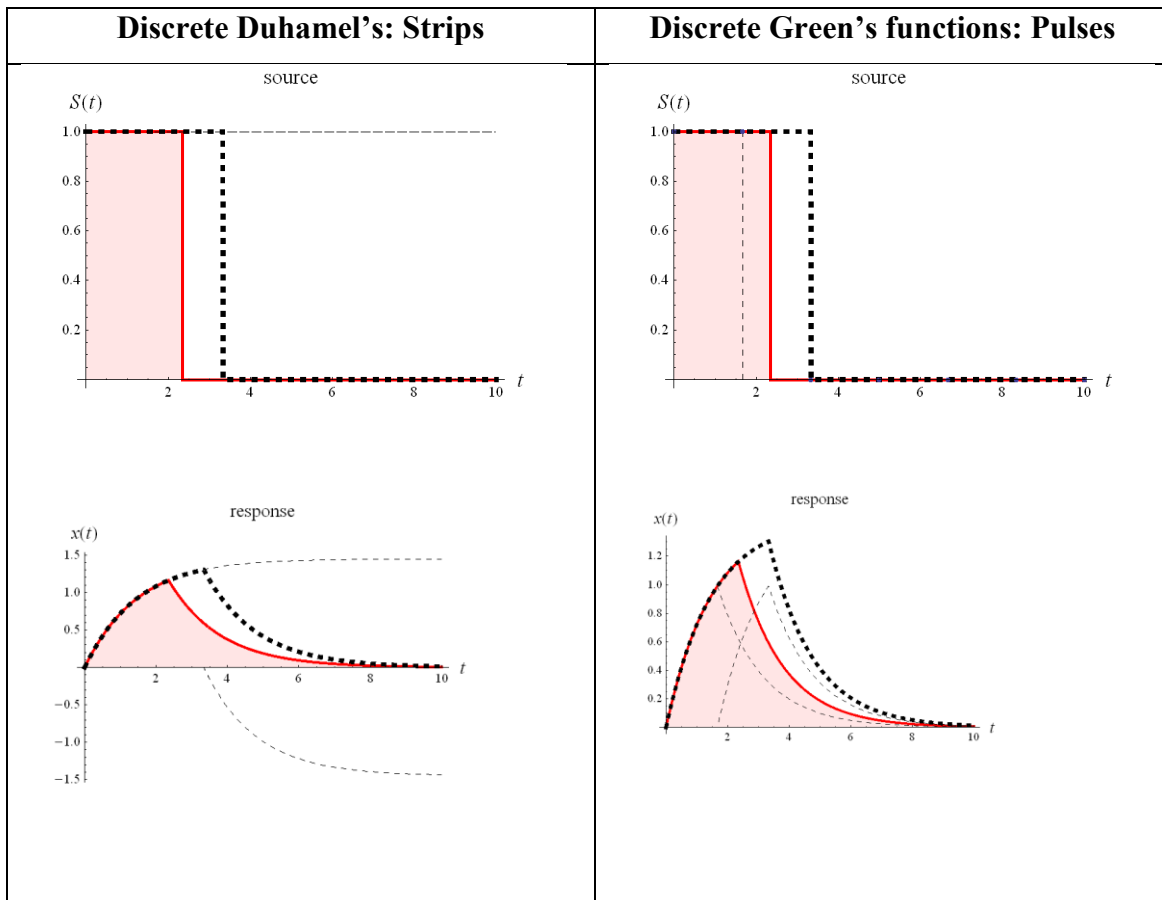 Discrete Duhamel's: Strips
Discrete Green's functions: Pulses
source
S(t)
1.0
0.8
0.6
0.4
0.2
2 4 6 8 10 t
source
S(t)
1.0
0.8
0.6
0.4
0.2
2 4 6 8 10 t
response
x(t)
1.5
1.0
0.5
2 4 6 8 10 t
−0.5
−1.0
−1.5
response
x(t)
1.2
1.0
0.8
0.6
0.4
0.2
2 4 6 8 10 t